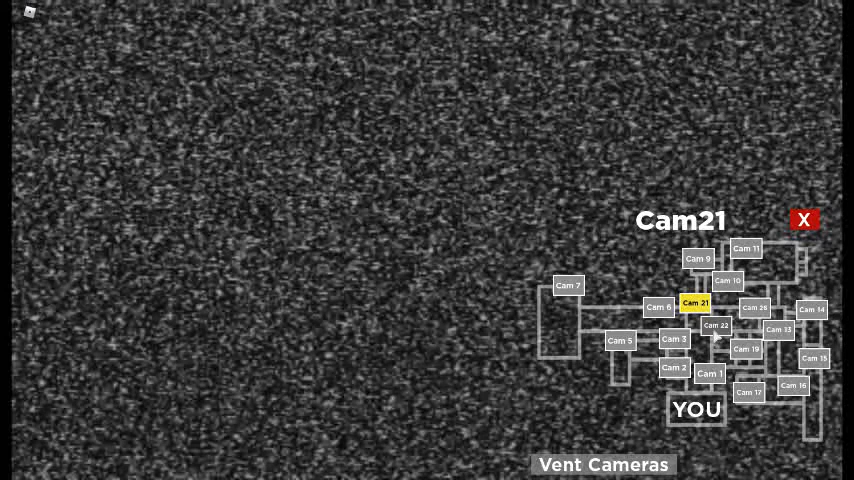 Cam21
X
Cam 11
Cam 9
Cam 10
Cam 7
Cam 21
Cam 6
Cam 14
Cam 22
Cam 13
Cam 5
Cam 3
Cam 19
Cam 15
Cam 2
Cam 1
Cam 16
Cam 17
YOU
Vent Cameras